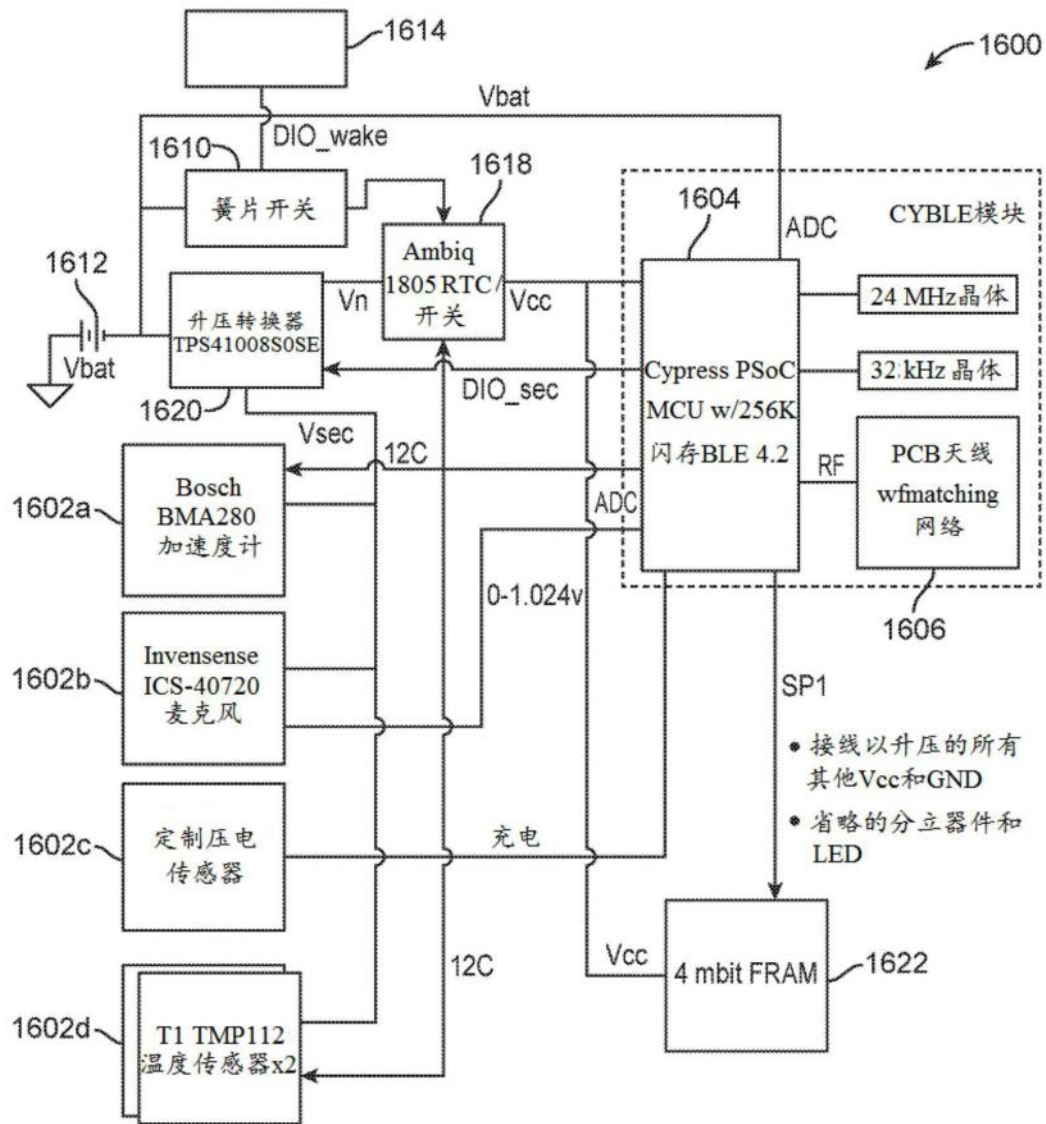 1614
1600
Vbat
DIO_wake
1610
1618
簧片开关
1604
CYBLE模块
ADC
1612
Ambiq
1805 RTC/
开关
Vn
Vcc
24 MHz晶体
升压转换器
TPS41008S0SE
Vbat
Cypress PSoC
MCU w/256K
闪存BLE 4.2
32 kHz 晶体
DIO_sec
1620
Vsec
12C
RF
PCB天线
wfmatching
网络
1602a
Bosch
BMA280
加速度计
ADC
0-1.024v
1606
1602b
Invensense
ICS-40720
麦克风
SP1
• 接线以升压的所有
其他Vcc和GND
• 省略的分立器件和
LED
1602c
定制压电
传感器
充电
12C
Vcc
4 mbit FRAM
1622
1602d
T1 TMP112
温度传感器x2